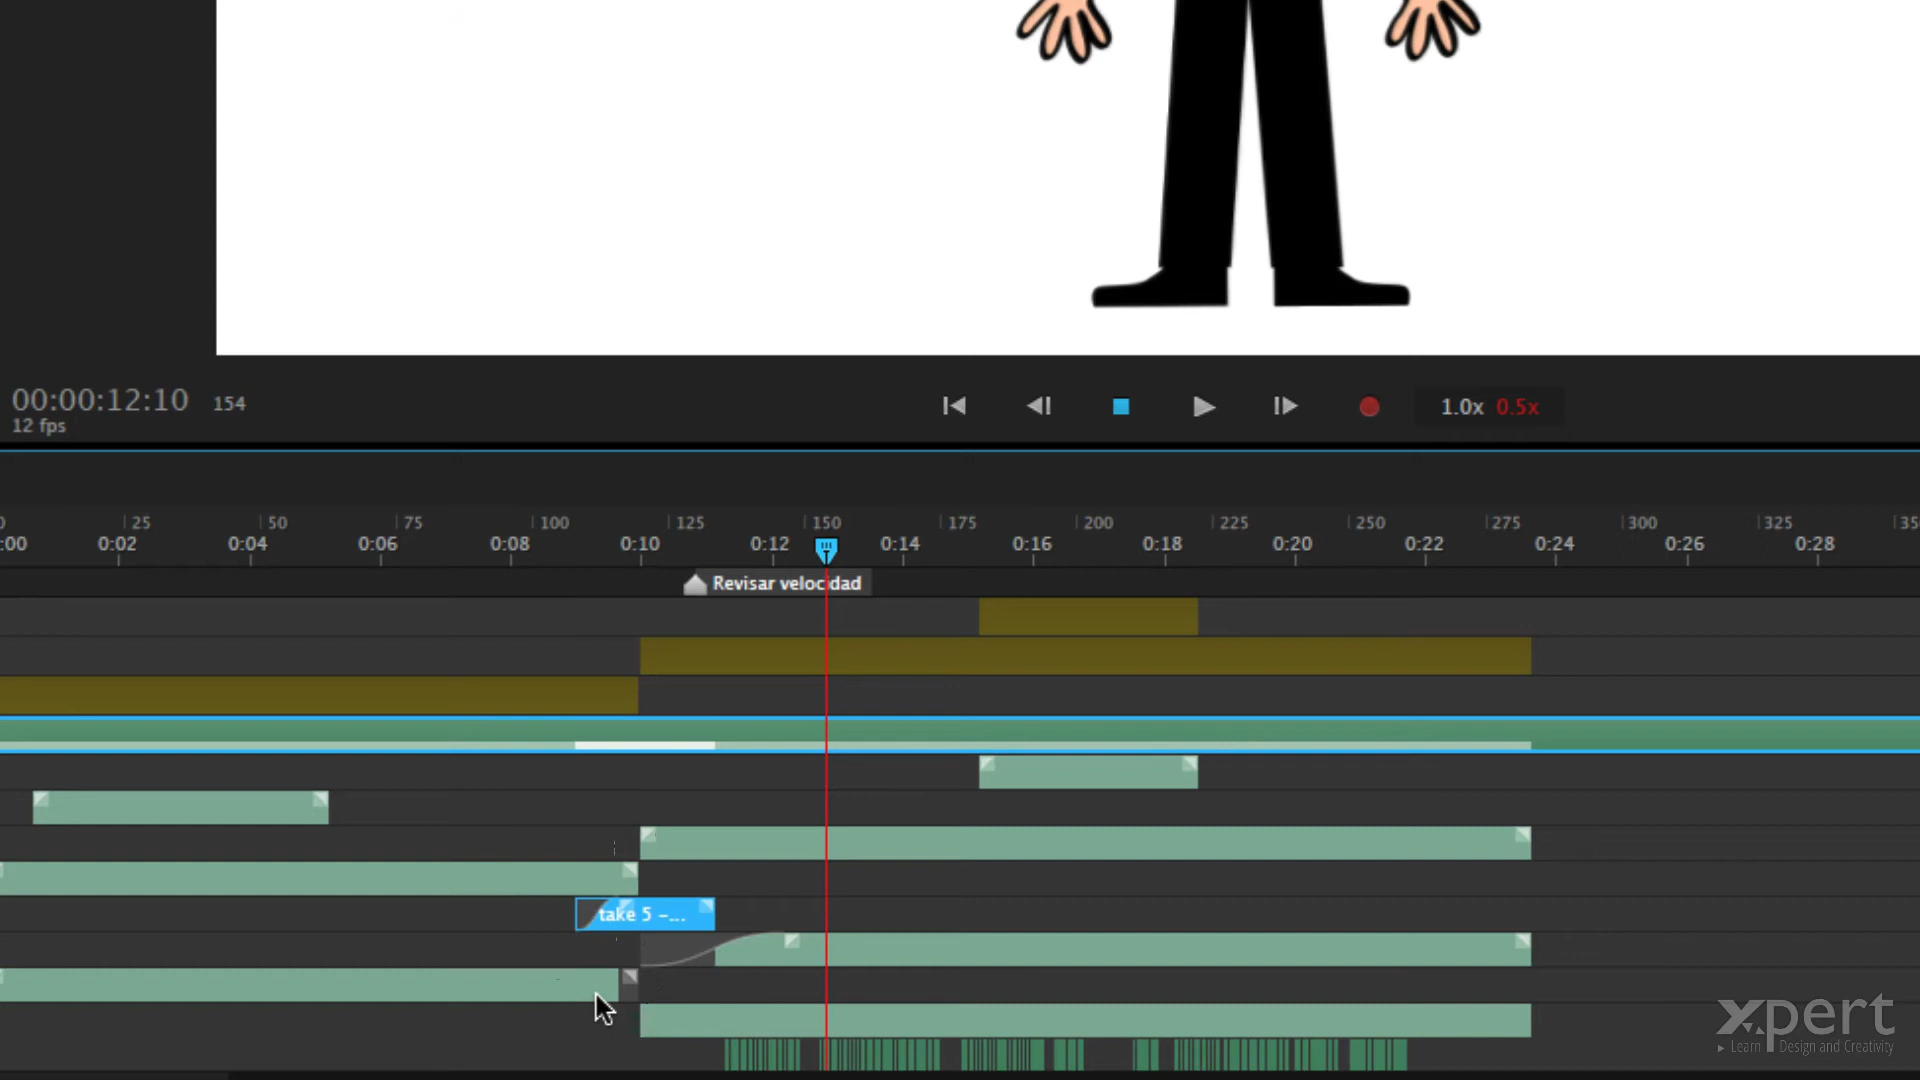 00:00:12:10 154
12 fps
1.0x 0.5x
25 50 75 100 125 150 175 200 225 250 275 300 325
:00 0:02 0:04 0:06 0:08 0:10 0:12 0:14 0:16 0:18 0:20 0:22 0:24 0:26 0:28
Revisar velocidad
take 5 –...
xpert
Learn Design and Creativity